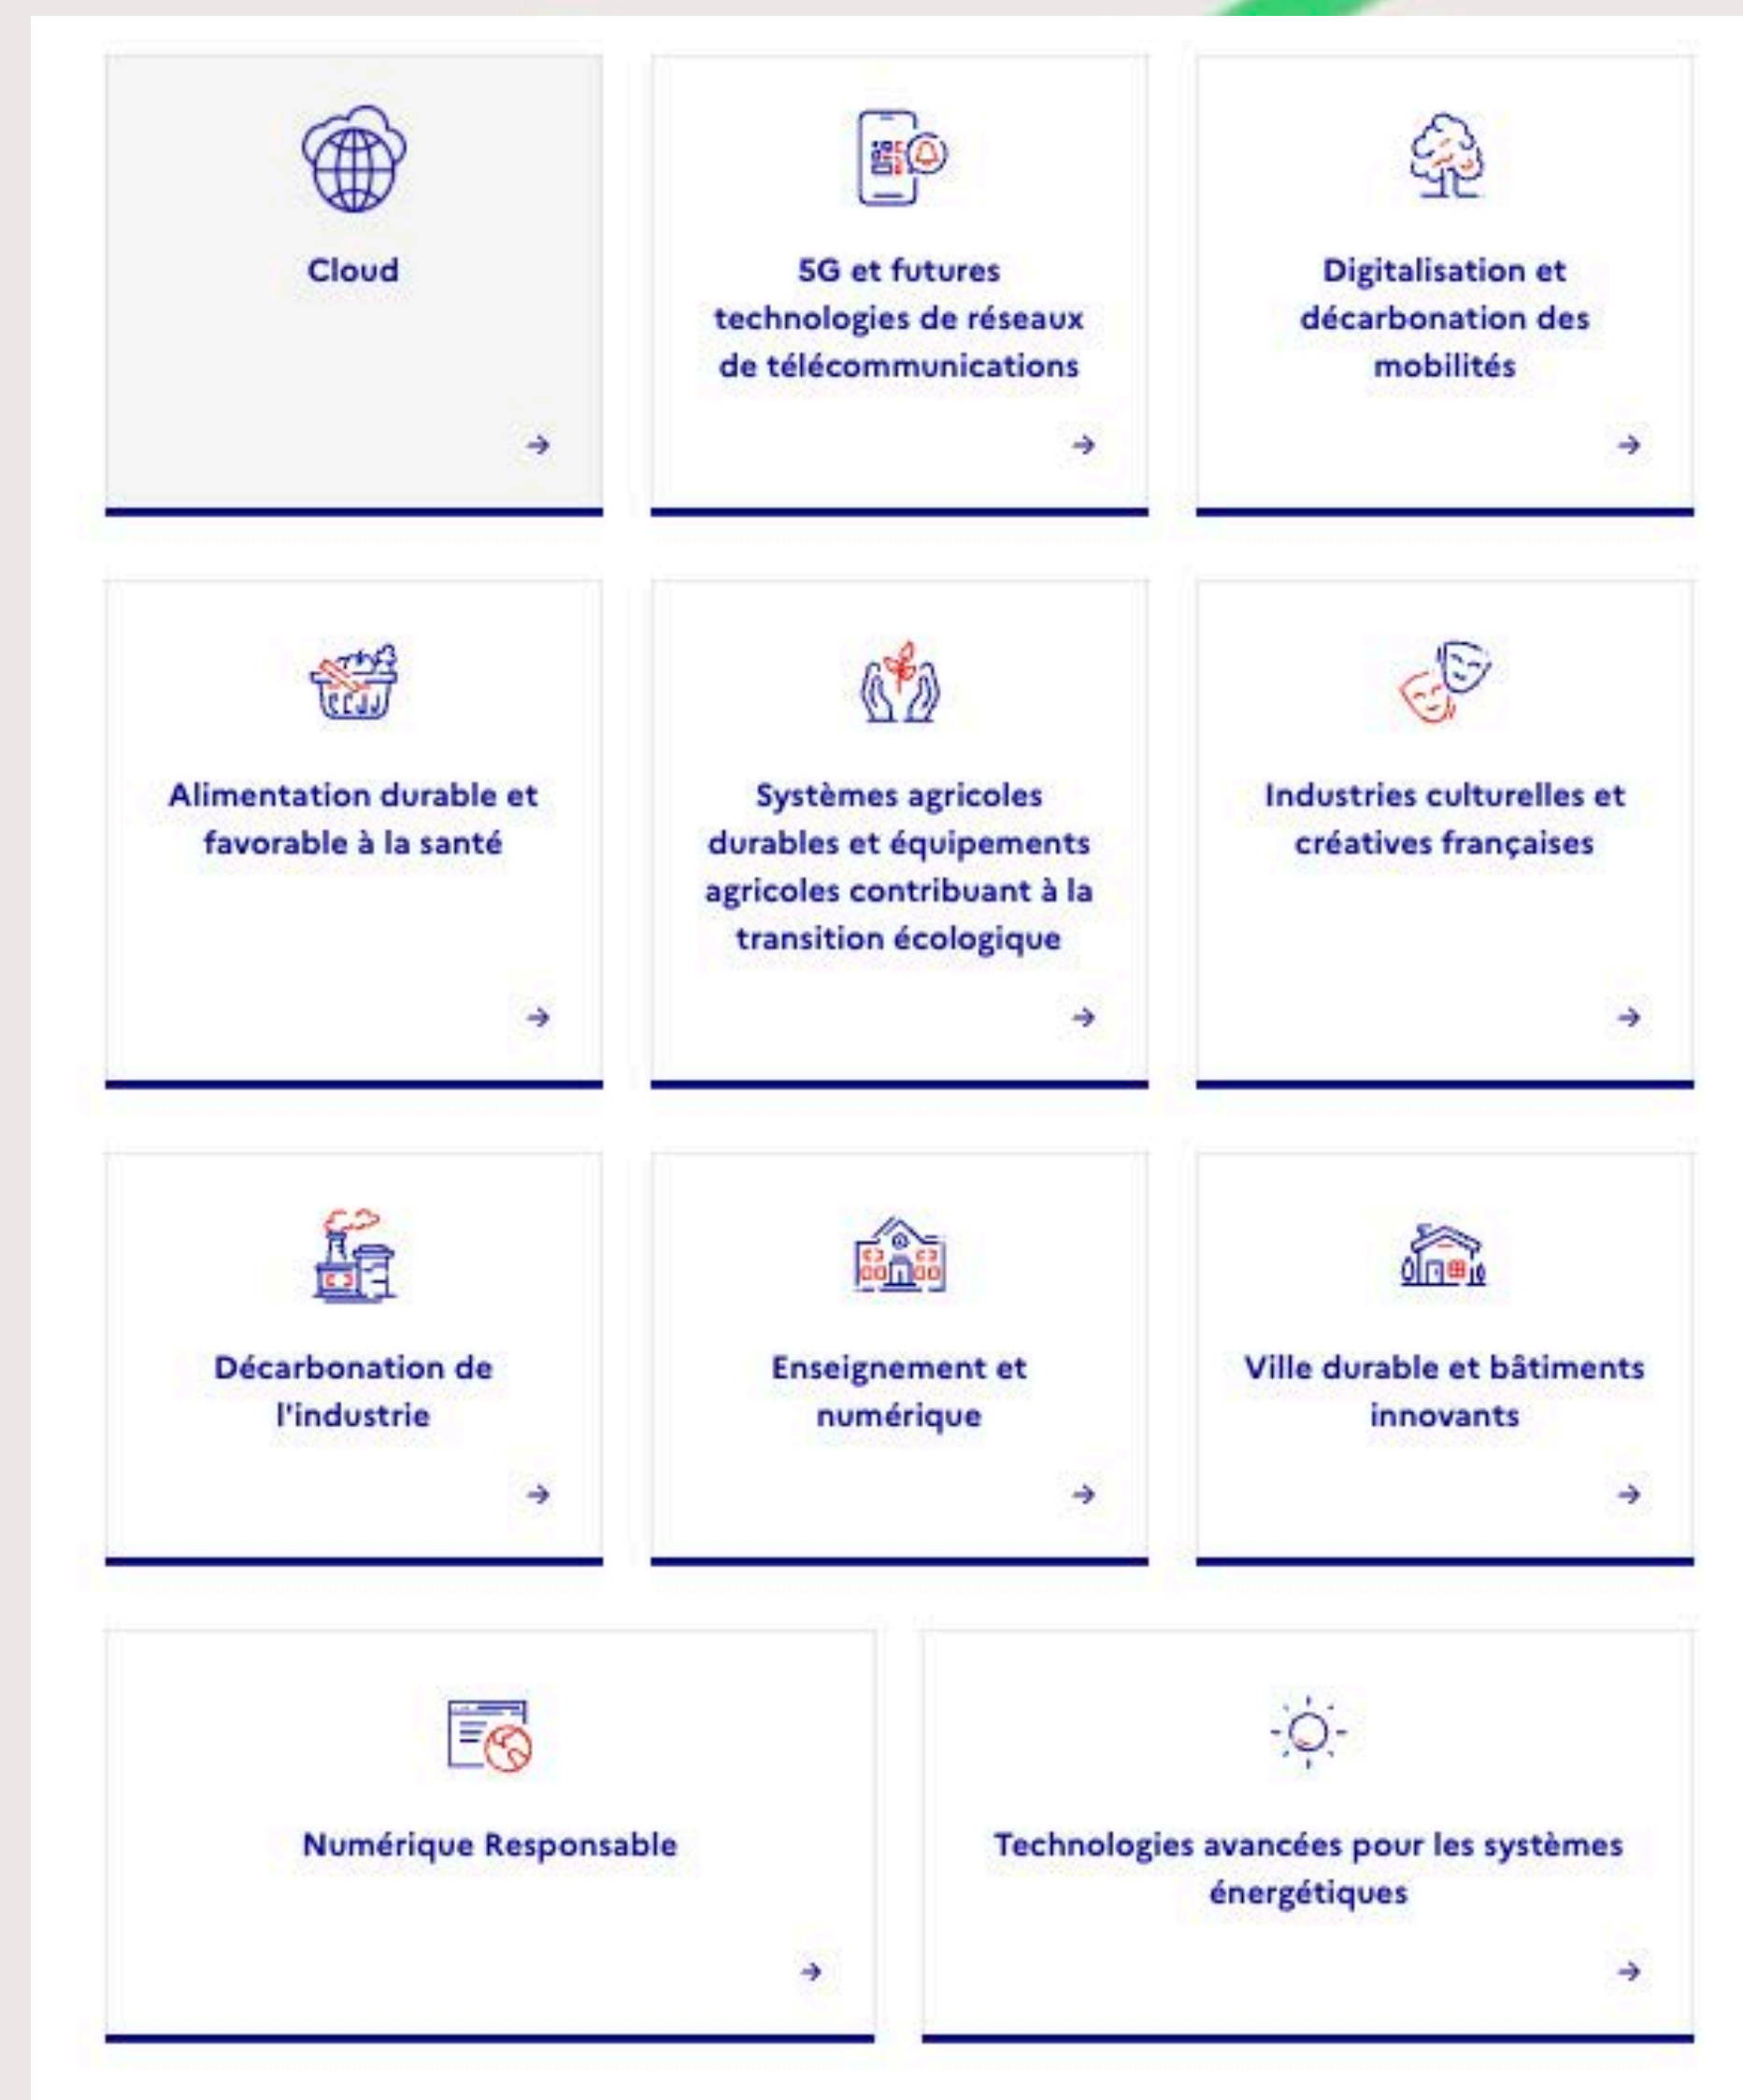 Cloud
5G et futures
technologies de réseaux
de télécommunications
Digitalisation et
décarbonation des
mobilités
Alimentation durable et
favorable à la santé
Systèmes agricoles
durables et équipements
agricoles contribuant à la
transition écologique
Industries culturelles et
créatives françaises
Décarbonation de
l'industrie
Enseignement et
numérique
Ville durable et bâtiments
innovants
Numérique Responsable
Technologies avancées pour les systèmes
énergétiques